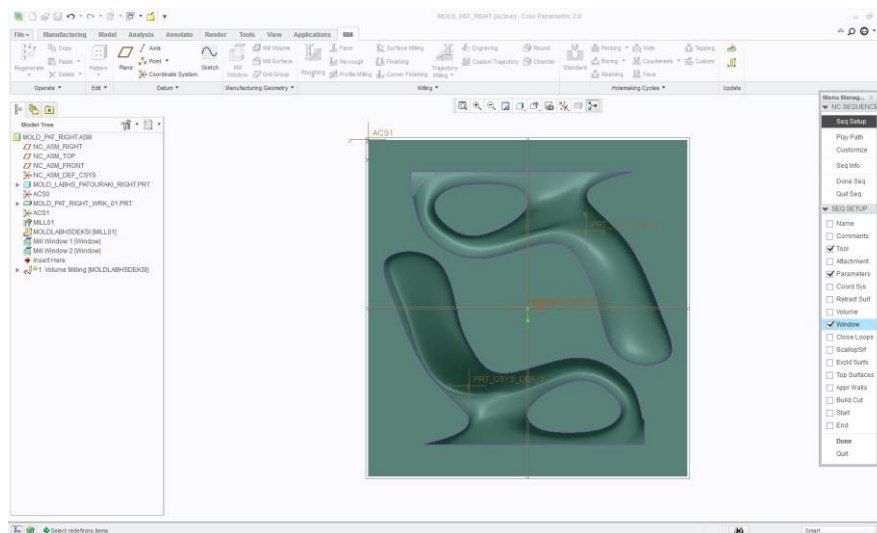 MOLD_PAT_RIGHT (Active) - Creo Parametric 2.0
File Manufacturing Model Analysis Annotate Render Tools View Applications Mill
Regenerate
Copy
Paste
Delete
Pattern
Plane
Axis
Point
Coordinate System
Sketch
Mill Window
Mill Volume
Mill Surface
Drill Group
Roughing
Face
Re-rough
Profile Milling
Surface Milling
Finishing
Corner Finishing
Trajectory Milling
Engraving
Custom Trajectory
Round
Chamfer
Standard
Pecking
Boring
Reaming
Web
Countersink
Face
Tapping
Custom
Operate Edit Datum Manufacturing Geometry Milling Holemaking Cycles Update
Model Tree
MOLD_PAT_RIGHT.ASM
NC_ASM_RIGHT
NC_ASM_TOP
NC_ASM_FRONT
NC_ASM_DEF_CSYS
MOLD_LABHS_PATOURAKI_RIGHT.PRT
ACS0
MOLD_PAT_RIGHT_WRK_01.PRT
ACS1
MILL01
MOLDLABHSDEKSI [MILL01]
Mill Window 1 [Window]
Mill Window 2 [Window]
Insert Here
1. Volume Milling [MOLDLABHSDEKSI]
ACS1
PRT_CSYS_DEF_2
Menu Manag...
NC SEQUENCE
Seq Setup
Play Path
Customize
Seq Info
Done Seq
Quit Seq
SEQ SETUP
Name
Comments
Tool
Attachment
Parameters
Coord Sys
Retract Surf
Volume
Window
Close Loops
ScallopSrf
Excld Surfs
Top Surfaces
Appr Walls
Build Cut
Start
End
Done
Quit
Select redefining items.
Smart